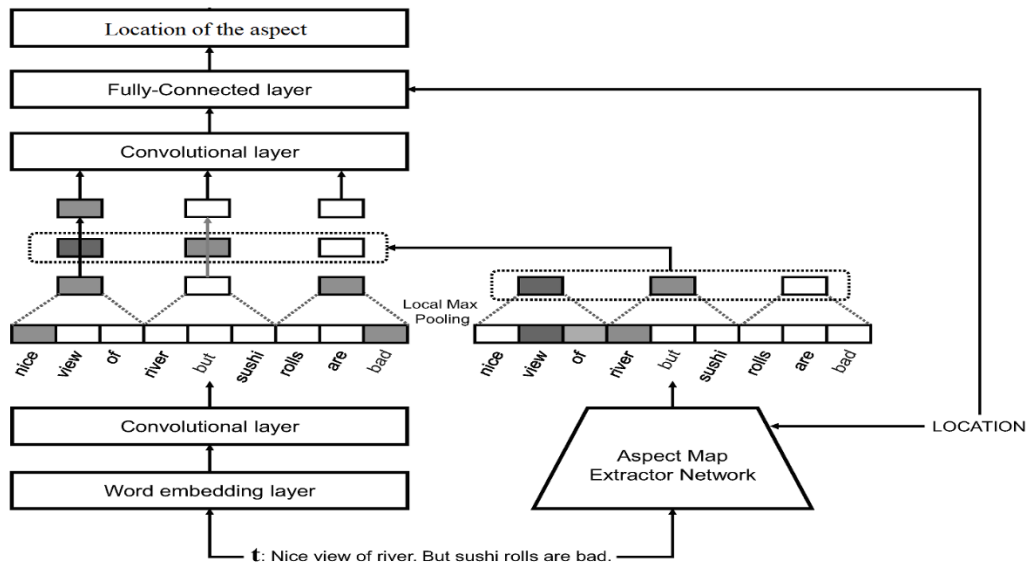 Location of the aspect
Fully-Connected layer
Convolutional layer
Local Max
Pooling
nice view of river but sushi rolls are bad
nice view of river but sushi rolls are bad
Convolutional layer
Word embedding layer
Aspect Map
Extractor Network
LOCATION
t: Nice view of river. But sushi rolls are bad.